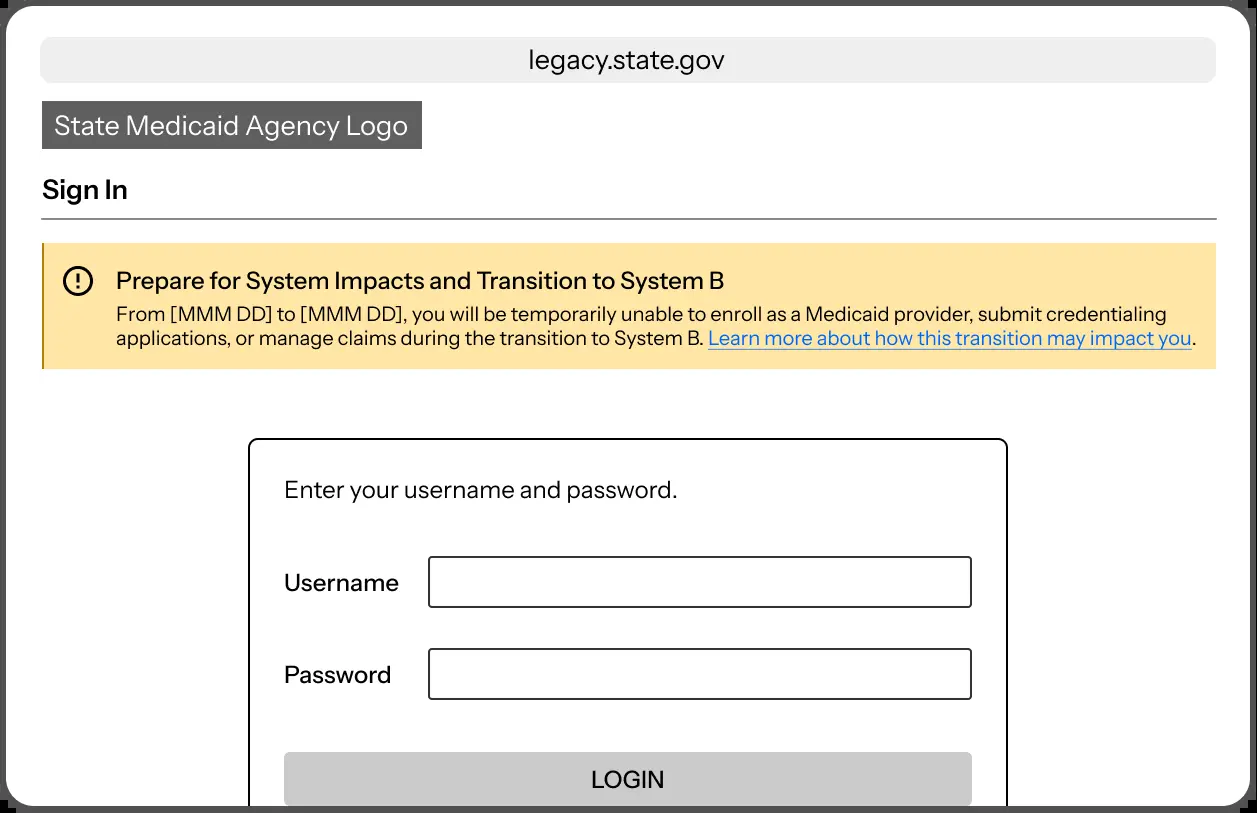 legacy.state.gov
State Medicaid Agency Logo
Sign In
Prepare for System Impacts and Transition to System B
From [MMM DD] to [MMM DD], you will be temporarily unable to enroll as a Medicaid provider, submit credentialing
applications, or manage claims during the transition to System B. Learn more about how this transition may impact you.
Enter your username and password.
Username
Password
LOGIN